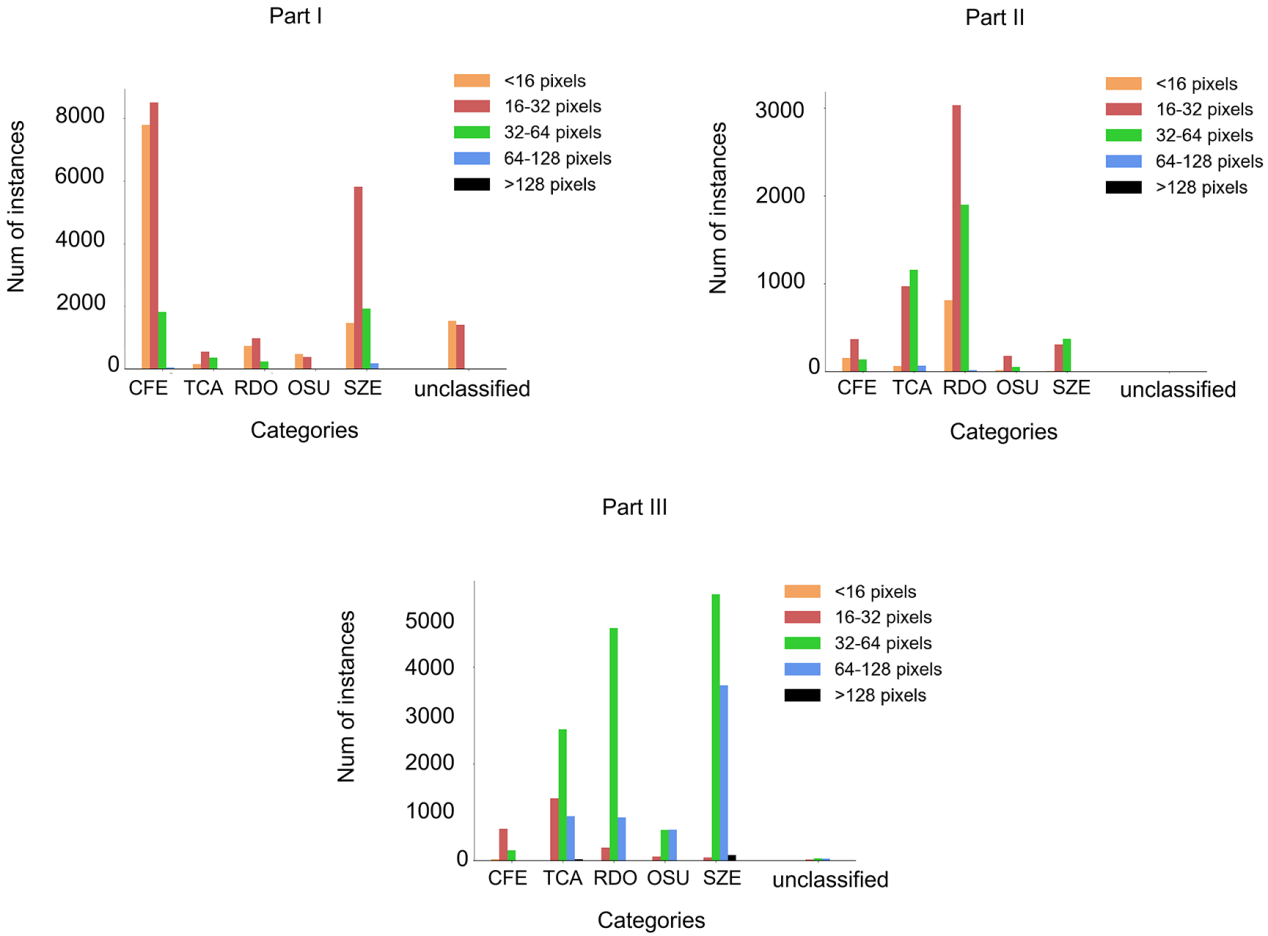 Part I
Num of instances
8000
6000
4000
2000
0
CFE TCA RDO OSU SZE unclassified
Categories
<16 pixels
16-32 pixels
32-64 pixels
64-128 pixels
>128 pixels
Part II
Num of instances
3000
2000
1000
0
CFE TCA RDO OSU SZE unclassified
Categories
<16 pixels
16-32 pixels
32-64 pixels
64-128 pixels
>128 pixels
Part III
Num of instances
5000
4000
3000
2000
1000
0
CFE TCA RDO OSU SZE unclassified
Categories
<16 pixels
16-32 pixels
32-64 pixels
64-128 pixels
>128 pixels